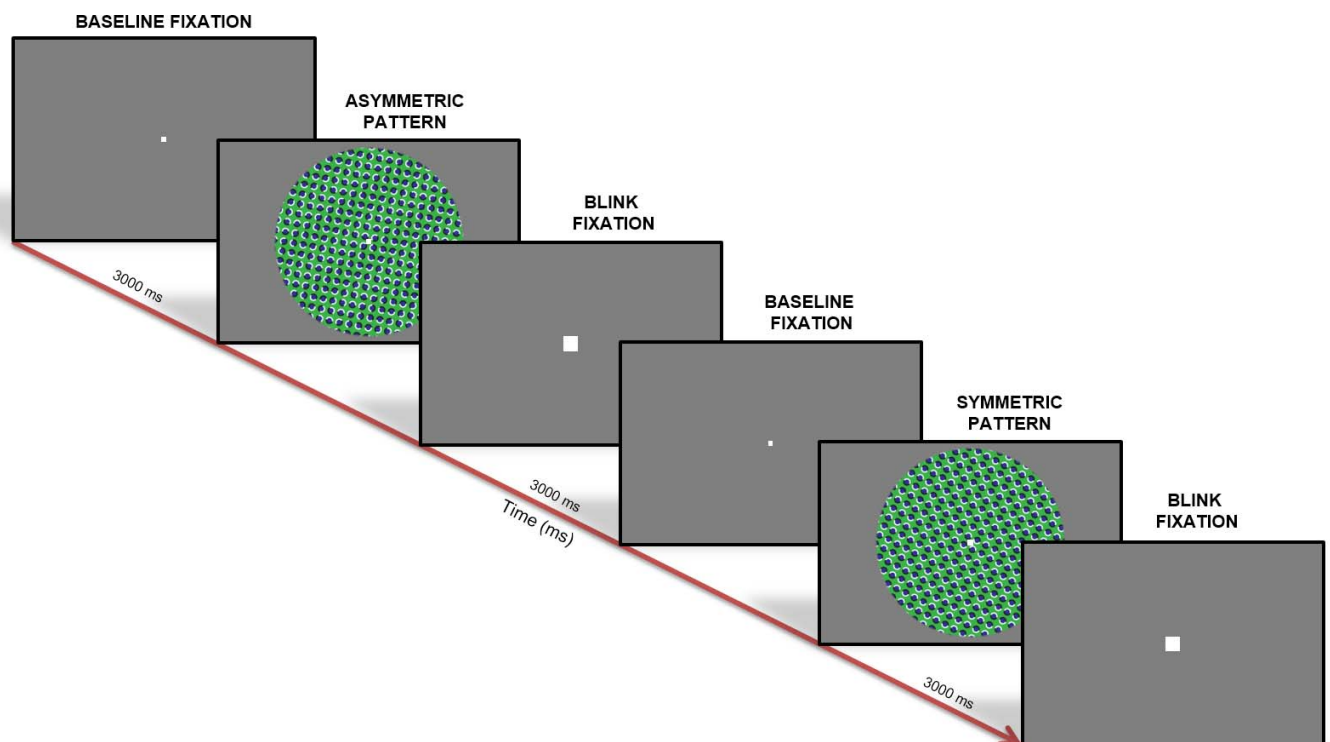 BASELINE FIXATION
ASYMMETRIC
PATTERN
BLINK
FIXATION
BASELINE
FIXATION
SYMMETRIC
PATTERN
BLINK
FIXATION
3000 ms
3000 ms
Time (ms)
3000 ms